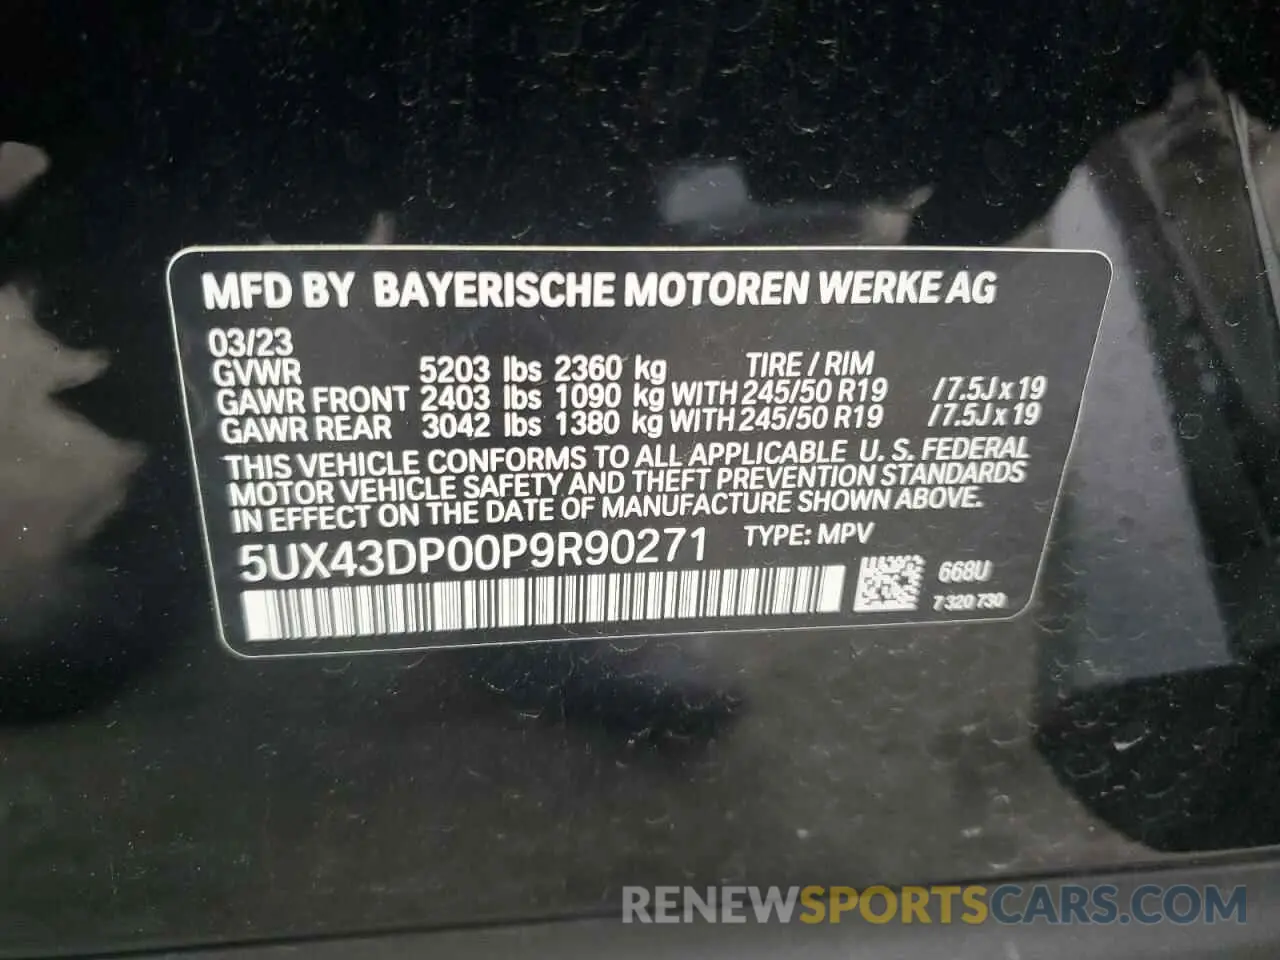 MFD BY BAYERISCHE MOTOREN WERKE AG
03/23
GVWR 5203 lbs 2360 kg TIRE / RIM
GAWR FRONT 2403 lbs 1090 kg WITH 245/50 R19 / 7.5J x 19
GAWR REAR 3042 lbs 1380 kg WITH 245/50 R19 / 7.5J x 19
THIS VEHICLE CONFORMS TO ALL APPLICABLE U. S. FEDERAL
MOTOR VEHICLE SAFETY AND THEFT PREVENTION STANDARDS
IN EFFECT ON THE DATE OF MANUFACTURE SHOWN ABOVE.
5UX43DP00P9R90271 TYPE: MPV
668U
7 320 730
RENEWSPORTSCARS.COM